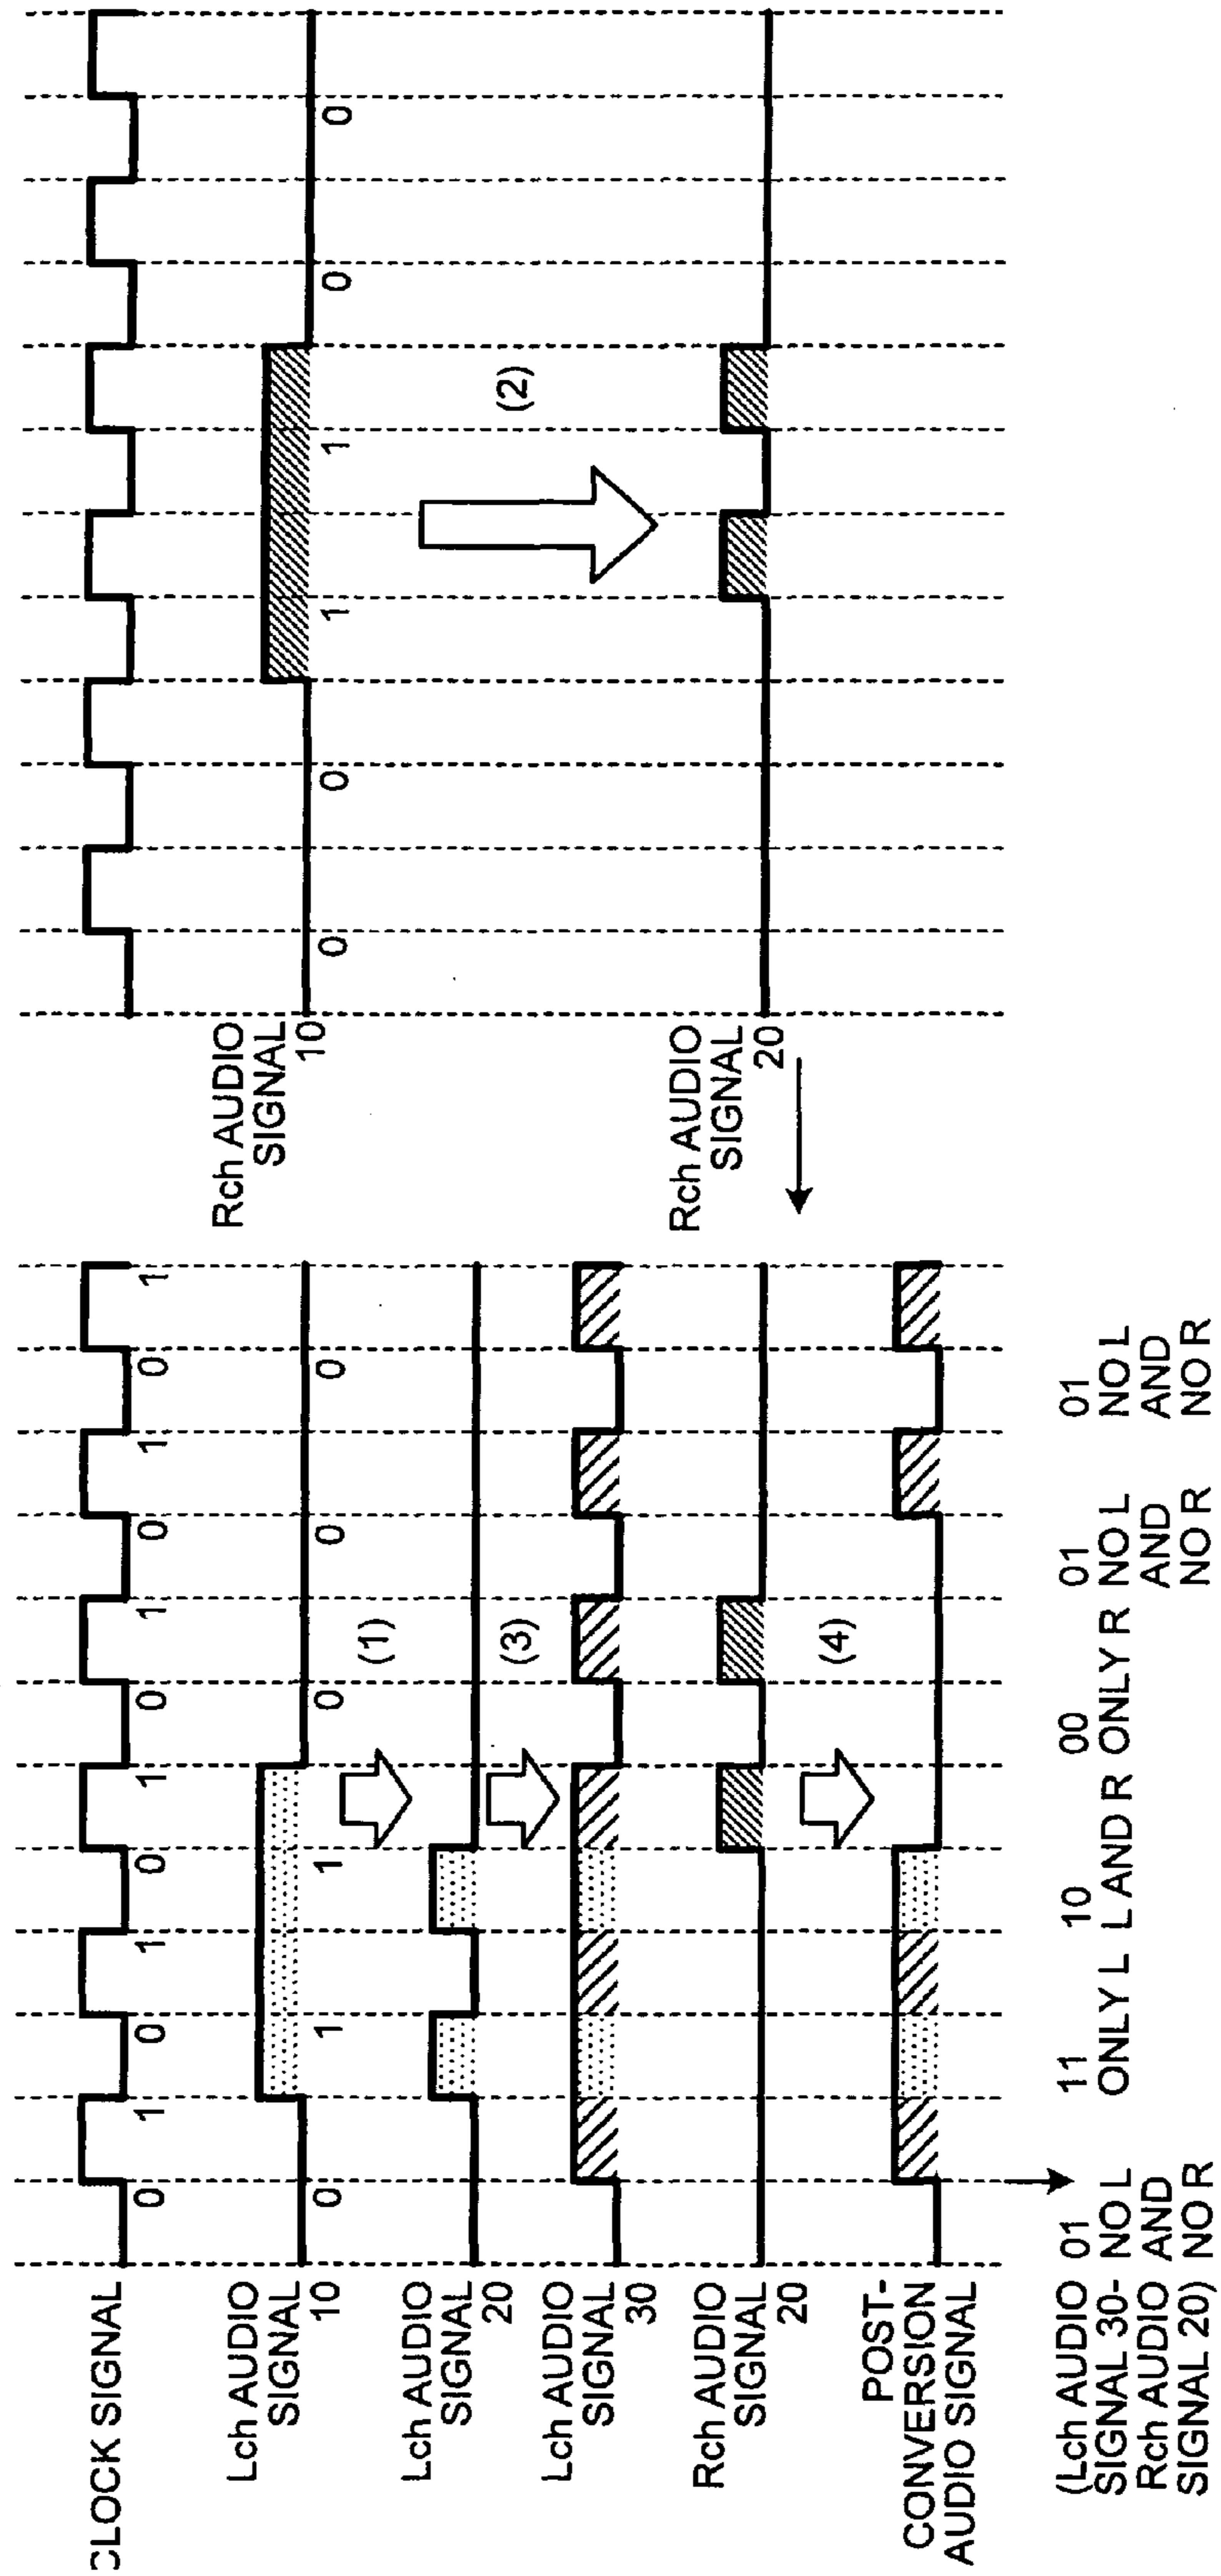 CLOCK SIGNAL
0 1 0 1 0 1 0 1 0 1 0 1
Lch AUDIO
SIGNAL
10
0 1 1 0 0 0
(1)
Lch AUDIO
SIGNAL
20
(3)
Lch AUDIO
SIGNAL
30
Rch AUDIO
SIGNAL
20
(4)
POST-
CONVERSION
AUDIO SIGNAL
(Lch AUDIO
SIGNAL 30-
Rch AUDIO
SIGNAL 20)
01
NO L
AND
NO R
11
ONLY L
10
L AND R
00
ONLY R
01
NO L
AND
NO R
01
NO L
AND
NO R
Rch AUDIO
SIGNAL
10
0 0 1 1 0 0
(2)
Rch AUDIO
SIGNAL
20